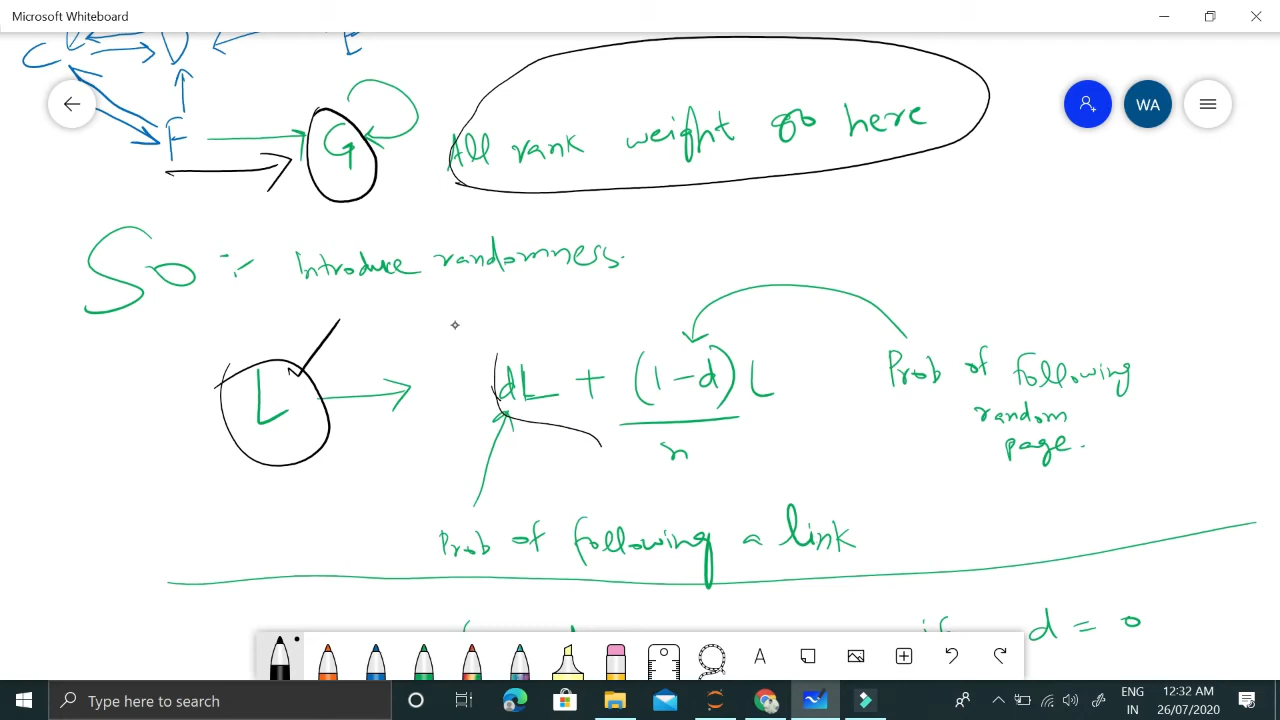 Microsoft Whiteboard
C D E
WA
F G All rank weight go here
So :- Introduce randomness.
L dL + (1-d) L Prob of following
n random
page.
Prob of following a link
if d = 0
A
Type here to search
ENG 12:32 AM
IN 26/07/2020